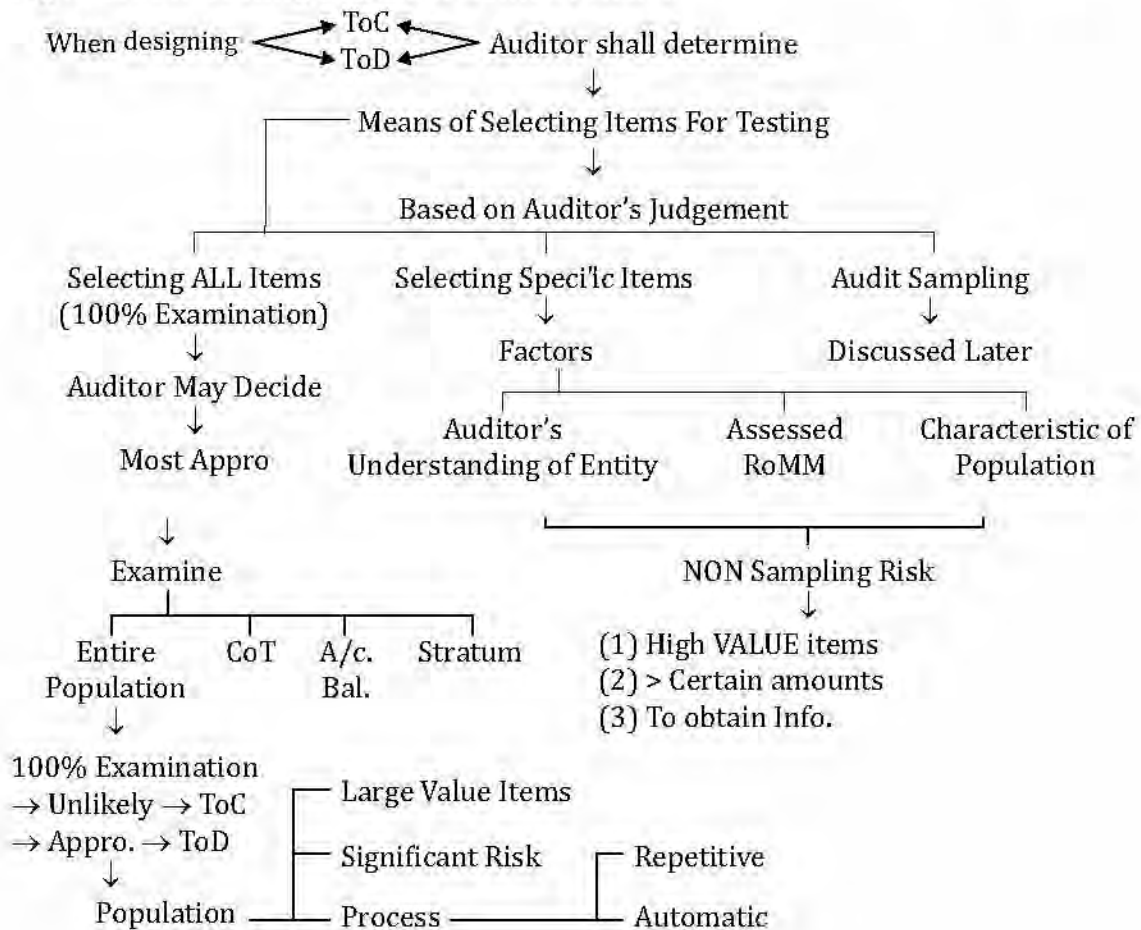 When designing
ToC
ToD
Auditor shall determine
Means of Selecting Items For Testing
Based on Auditor's Judgement
Selecting ALL Items
(100% Examination)
Selecting Speci'ic Items
Audit Sampling
Auditor May Decide
Factors
Discussed Later
Most Appro
Auditor's
Understanding of Entity
Assessed
RoMM
Characteristic of
Population
Examine
NON Sampling Risk
Entire
Population
CoT
A/c.
Bal.
Stratum
(1) High VALUE items
(2) > Certain amounts
(3) To obtain Info.
100% Examination
→ Unlikely → ToC
→ Appro. → ToD
Population
Large Value Items
Significant Risk
Process
Repetitive
Automatic